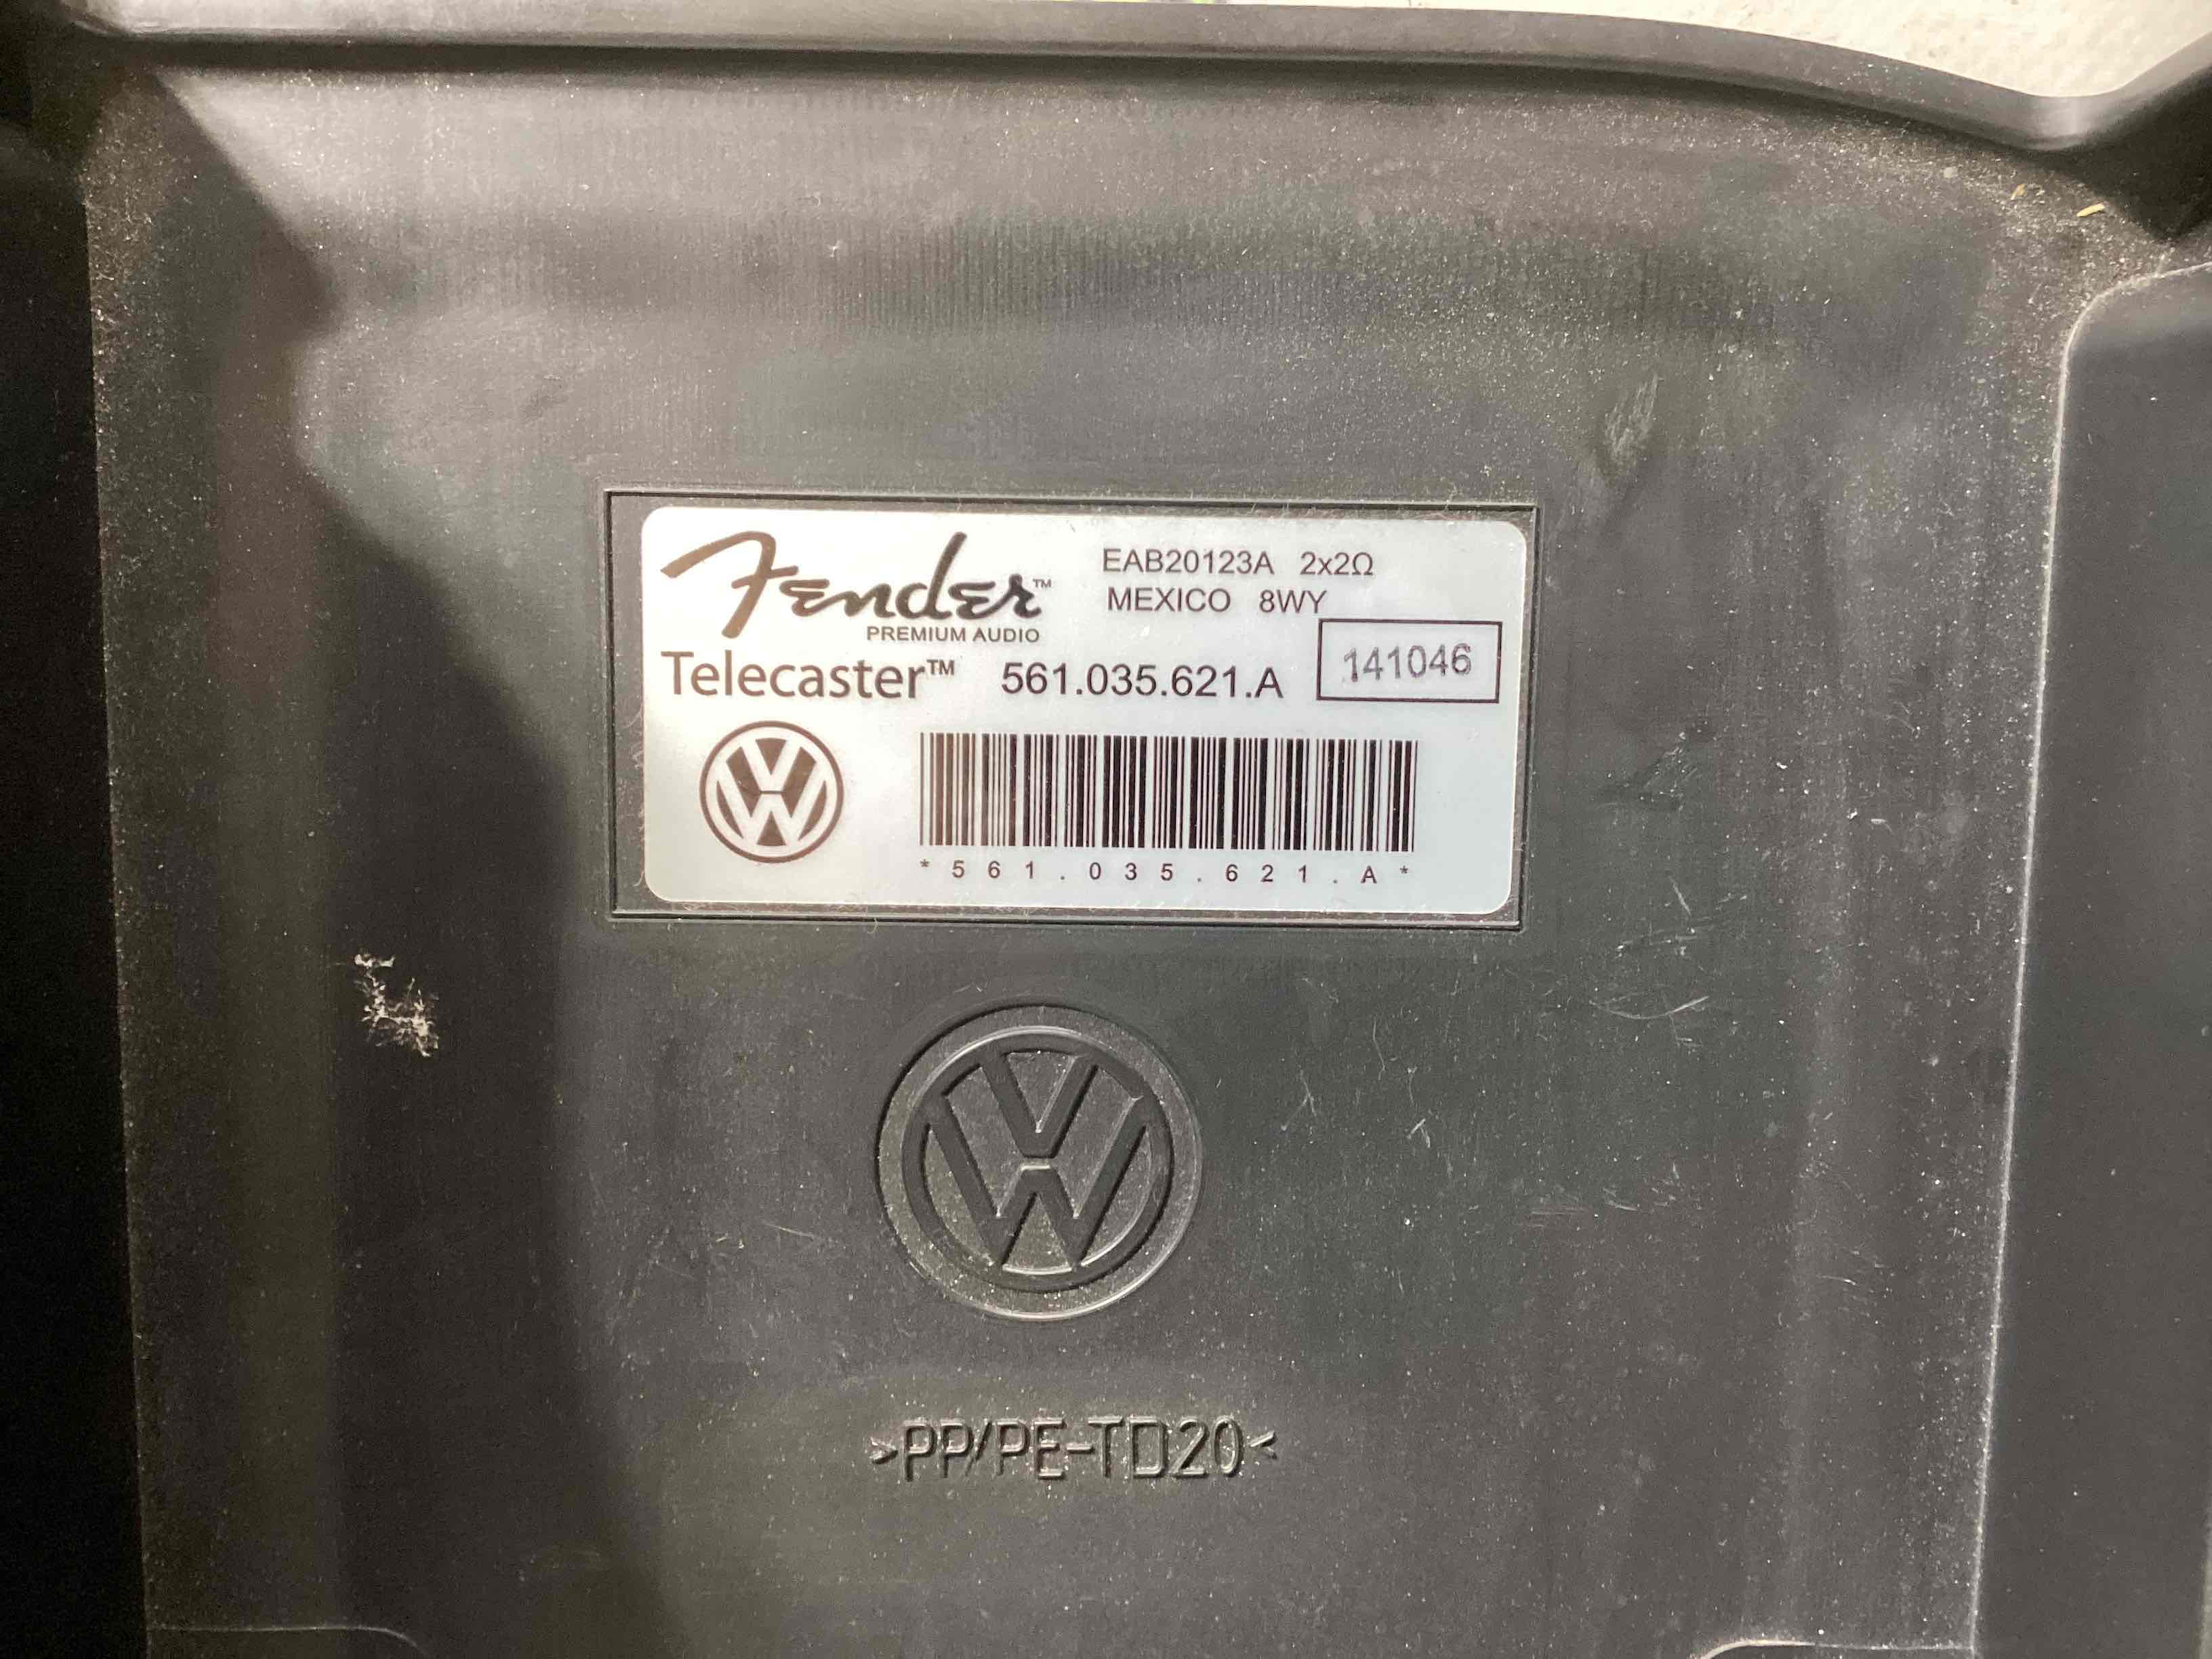 Fender™
PREMIUM AUDIO
EAB20123A 2x2Ω
MEXICO 8WY
Telecaster™ 561.035.621.A
141046
*561.035.621.A*
>PP/PE-TD20<